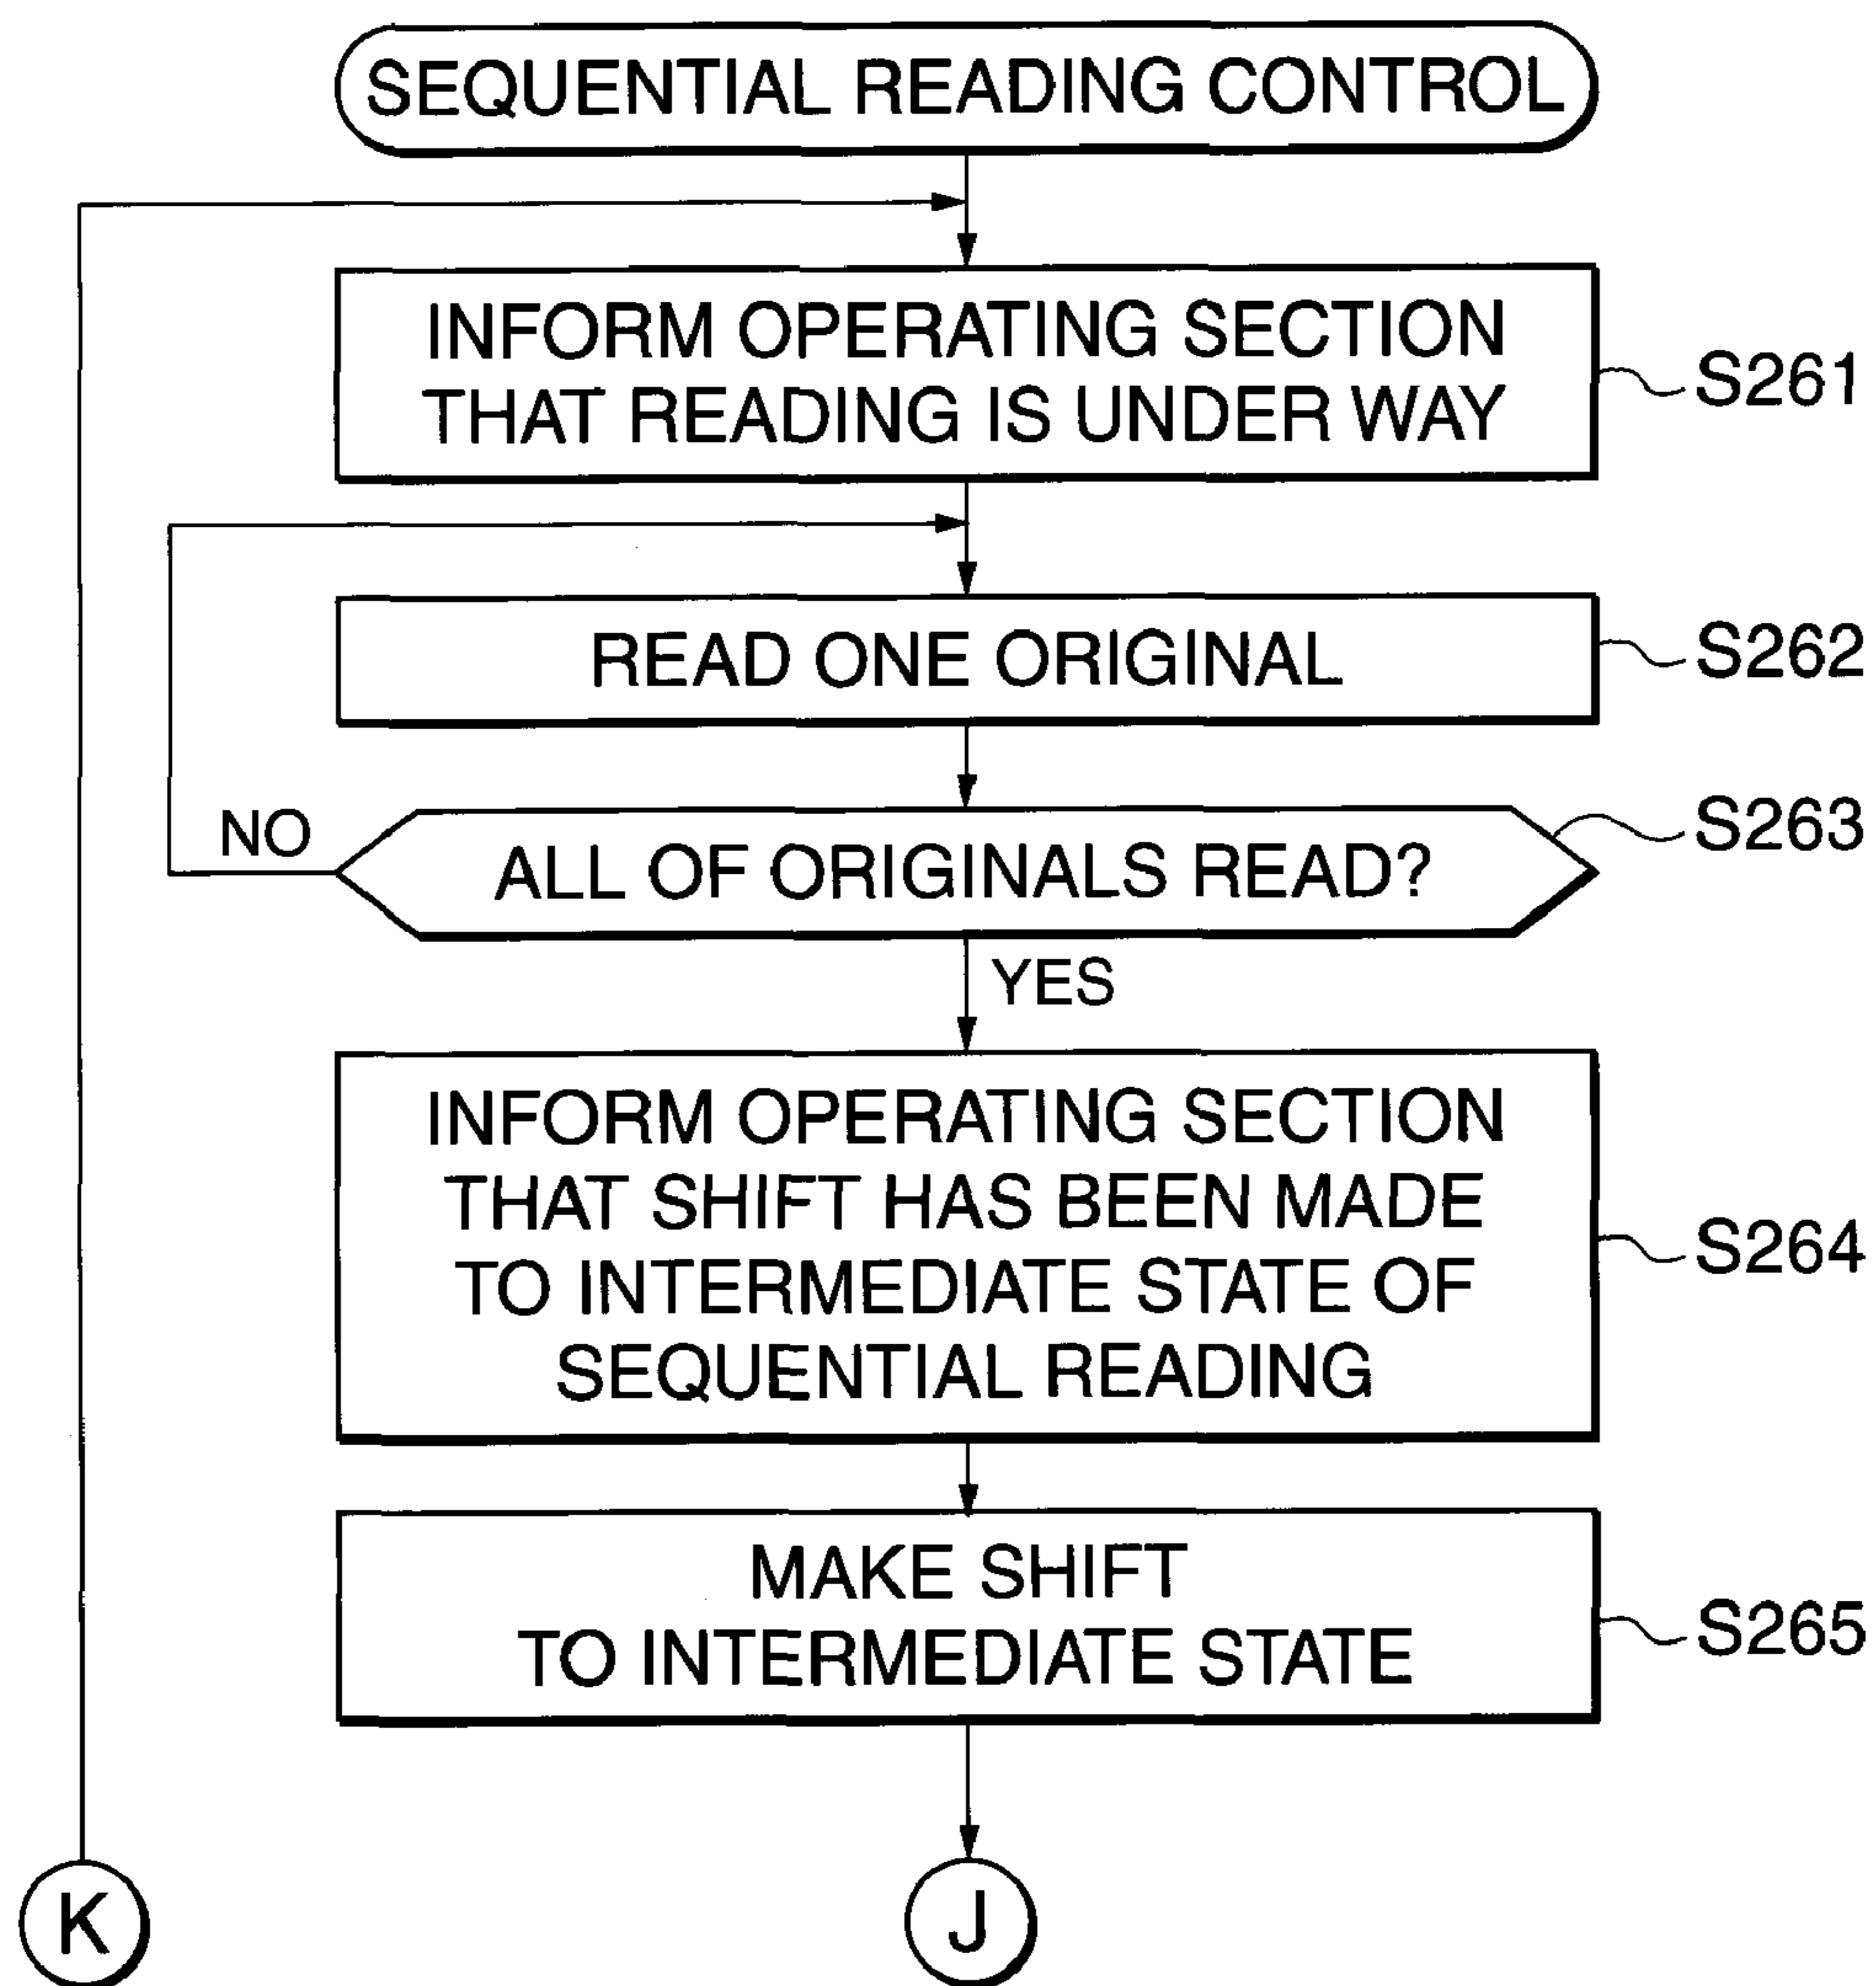 SEQUENTIAL READING CONTROL
INFORM OPERATING SECTION
THAT READING IS UNDER WAY
S261
READ ONE ORIGINAL
S262
NO
ALL OF ORIGINALS READ?
S263
YES
INFORM OPERATING SECTION
THAT SHIFT HAS BEEN MADE
TO INTERMEDIATE STATE OF
SEQUENTIAL READING
S264
MAKE SHIFT
TO INTERMEDIATE STATE
S265
K
J